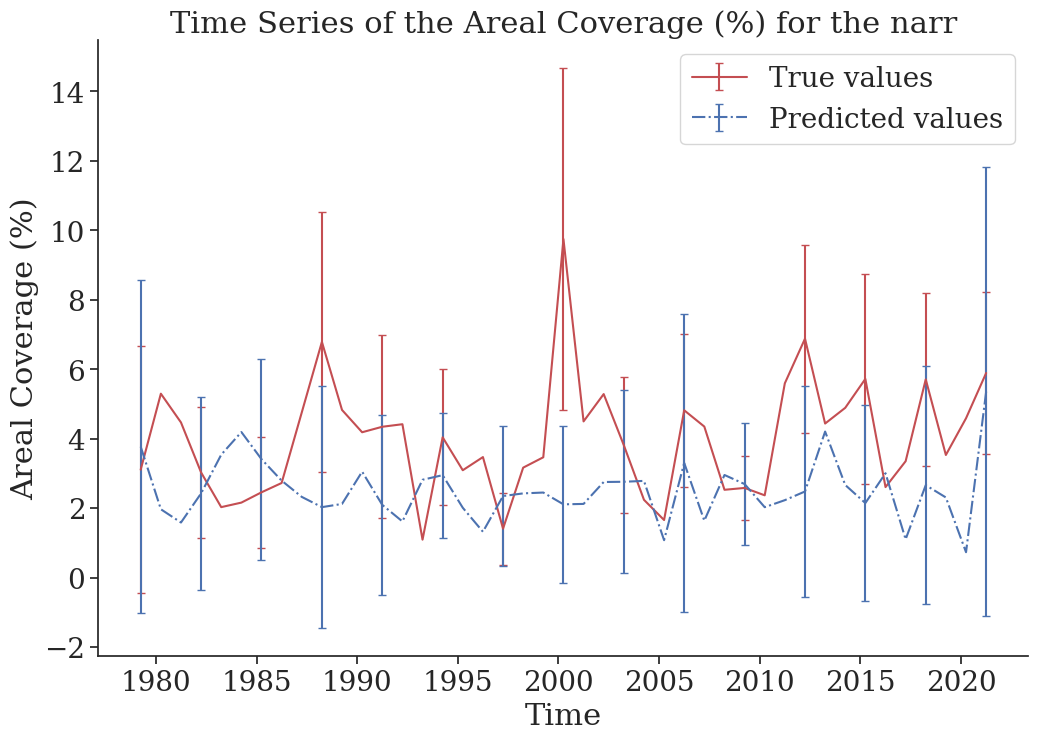 Time Series of the Areal Coverage (%) for the narr
True values
Predicted values
Areal Coverage (%)
14
12
10
8
6
4
2
0
−2
1980 1985 1990 1995 2000 2005 2010 2015 2020
Time